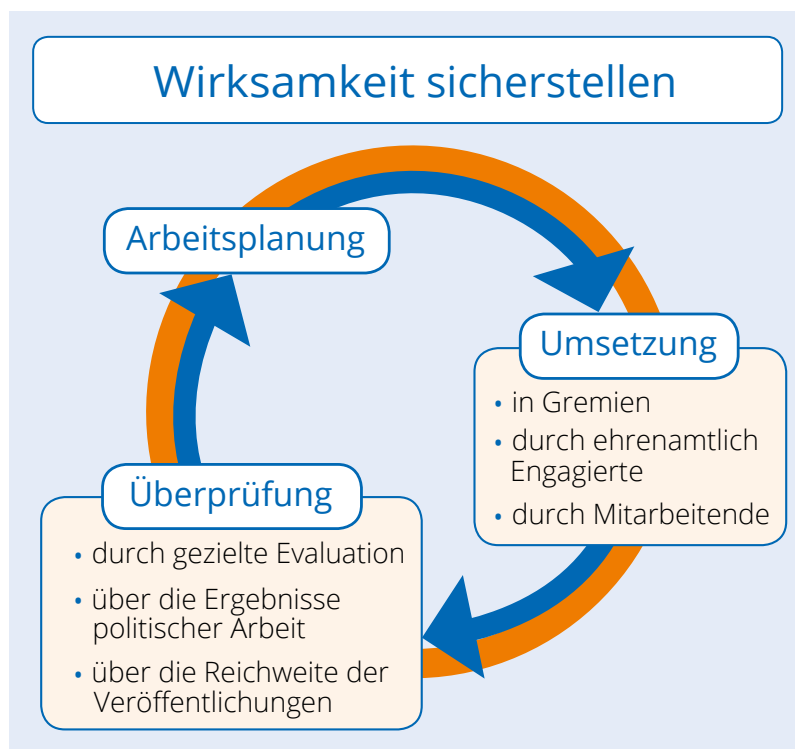 Wirksamkeit sicherstellen
Arbeitsplanung
Umsetzung
• in Gremien
• durch ehrenamtlich
Engagierte
• durch Mitarbeitende
Überprüfung
• durch gezielte Evaluation
• über die Ergebnisse
politischer Arbeit
• über die Reichweite der
Veröffentlichungen